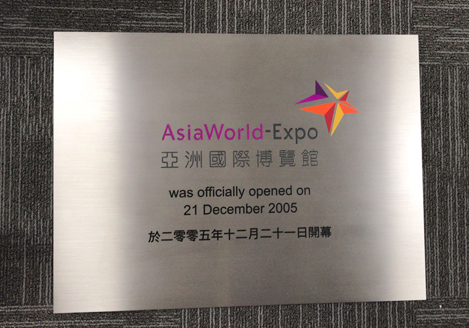 AsiaWorld-Expo
亞洲國際博覽館
was officially opened on
21 December 2005
於二零零五年十二月二十一日開幕